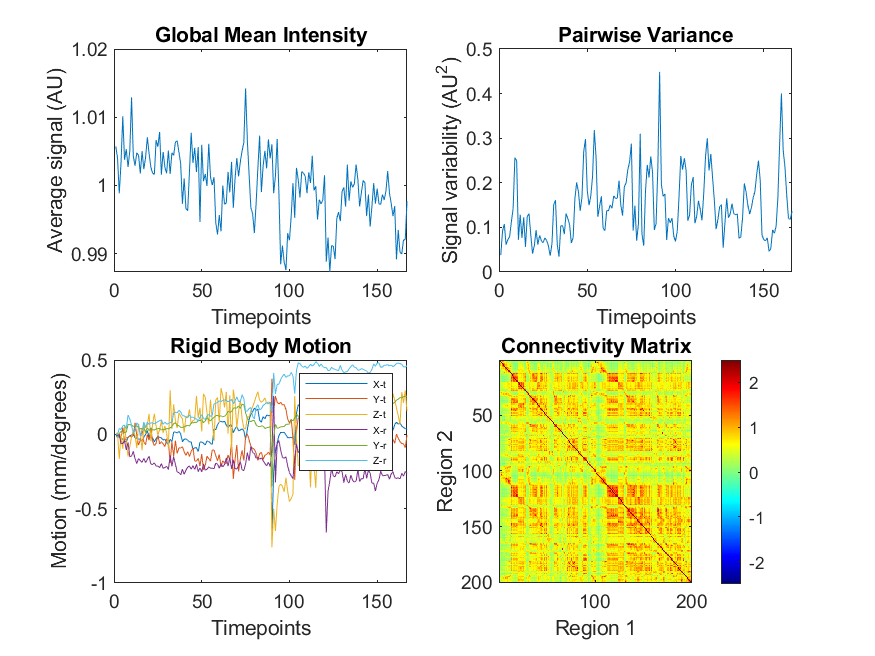 Global Mean Intensity
Average signal (AU)
1.02
1.01
1
0.99
0 50 100 150
Timepoints
Pairwise Variance
Signal variability (AU²)
0.5
0.4
0.3
0.2
0.1
0
0 50 100 150
Timepoints
Rigid Body Motion
Motion (mm/degrees)
0.5
0
-0.5
-1
0 50 100 150
Timepoints
X-t
Y-t
Z-t
X-r
Y-r
Z-r
Connectivity Matrix
Region 2
50
100
150
200
100 200
Region 1
2
1
0
-1
-2